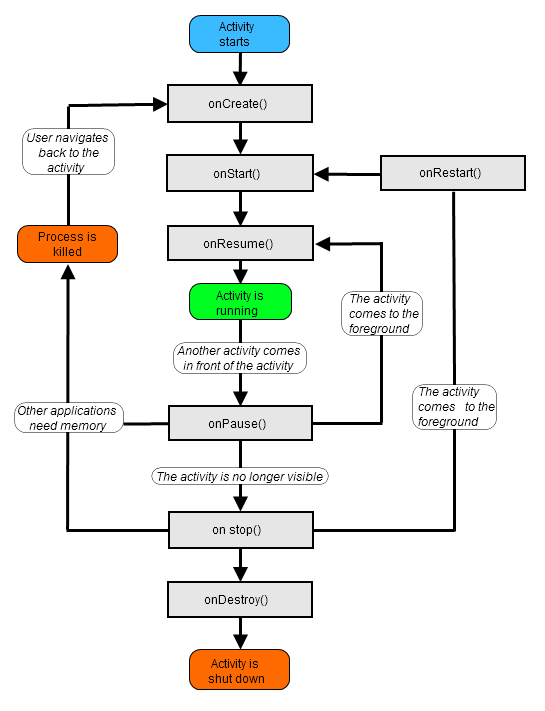 Activity
starts
onCreate()
User navigates
back to the
activity
onStart()
onRestart()
Process is
killed
onResume()
Activity is
running
The activity
comes to the
foreground
Another activity comes
in front of the activity
The activity
comes to the
foreground
Other applications
need memory
onPause()
The activity is no longer visible
on stop()
onDestroy()
Activity is
shut down